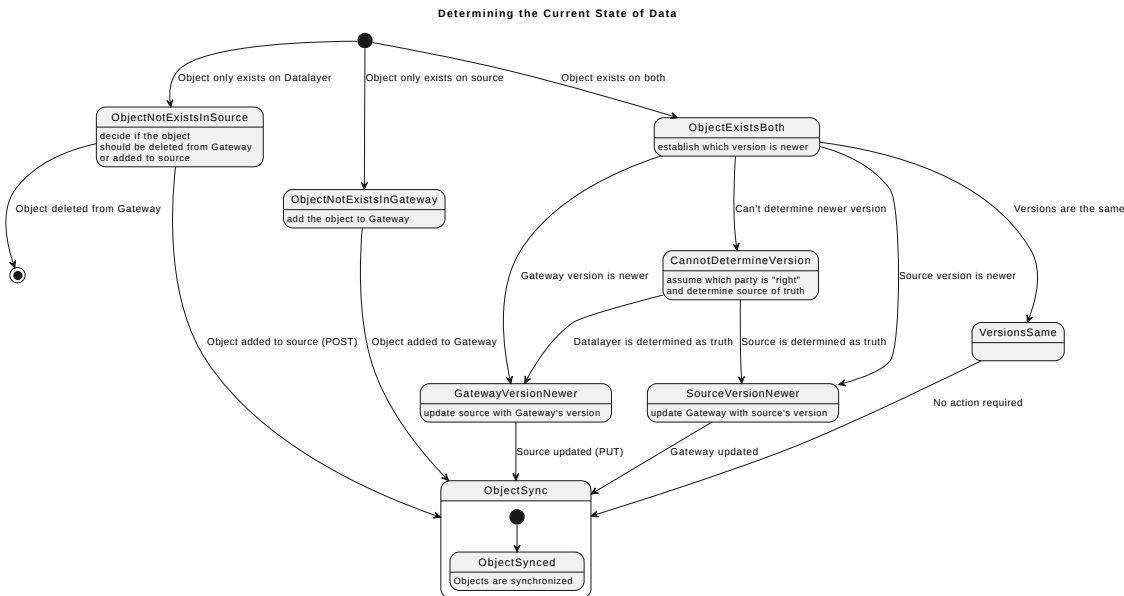 Determining the Current State of Data
Object only exists on Datalayer
Object only exists on source
Object exists on both
ObjectNotExistsInSource
decide if the object
should be deleted from Gateway
or added to source
ObjectExistsBoth
establish which version is newer
ObjectNotExistsInGateway
add the object to Gateway
Object deleted from Gateway
Can't determine newer version
Versions are the same
CannotDetermineVersion
assume which party is "right"
and determine source of truth
Gateway version is newer
Source version is newer
VersionsSame
Object added to source (POST)
Object added to Gateway
Datalayer is determined as truth
Source is determined as truth
GatewayVersionNewer
update source with Gateway's version
SourceVersionNewer
update Gateway with source's version
No action required
Source updated (PUT)
Gateway updated
ObjectSync
ObjectSynced
Objects are synchronized